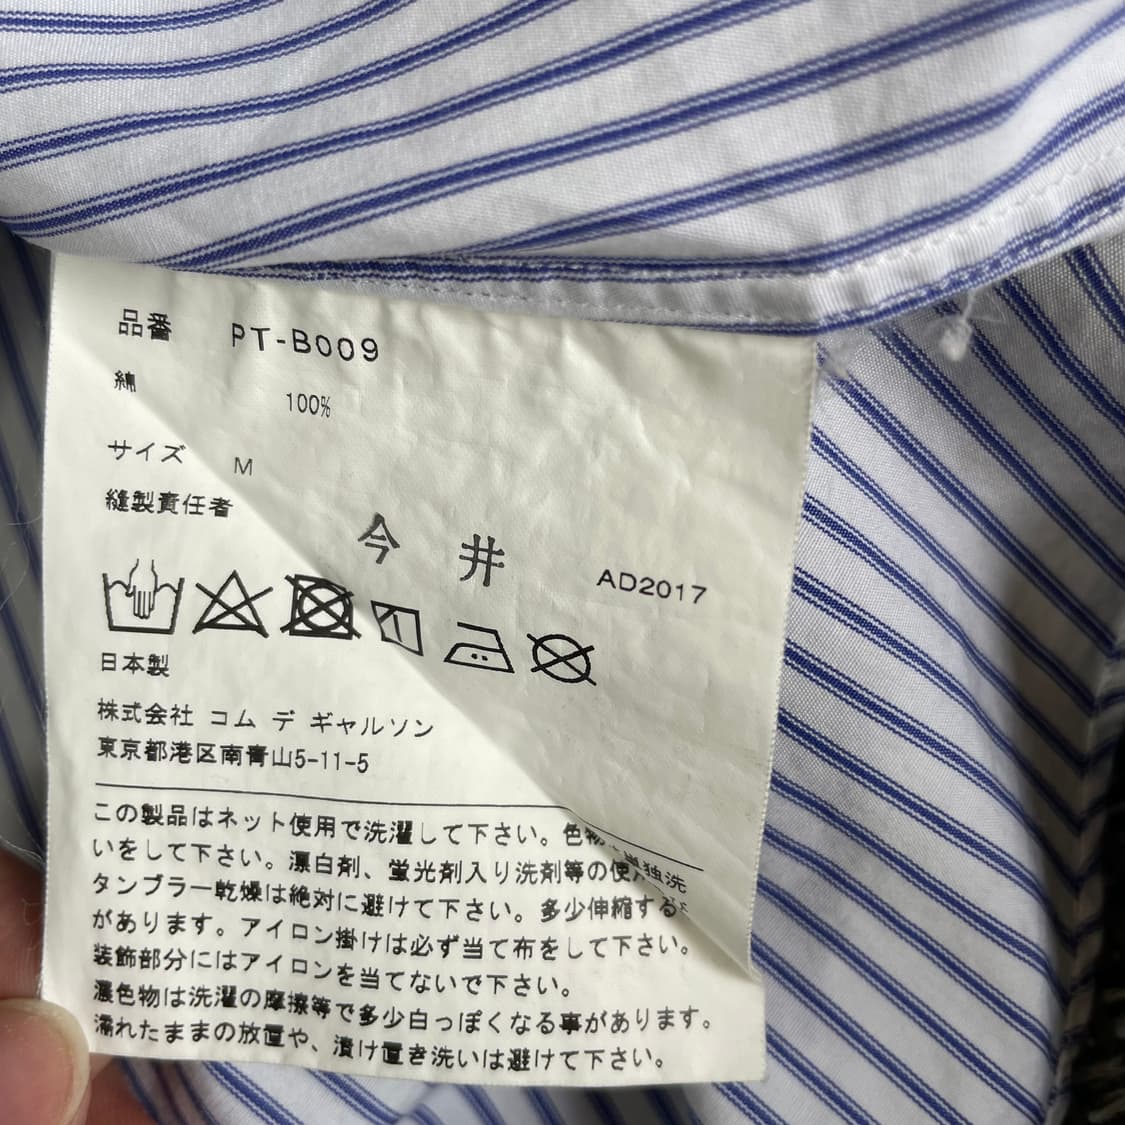 品番 PT-B009
綿 100%
サイズ M
縫製責任者
今井 AD2017
日本製
株式会社 コム デ ギャルソン
東京都港区南青山5-11-5
この製品はネット使用で洗濯して下さい。色物 単独洗
いをして下さい。漂白剤、蛍光剤入り洗剤等の使
タンブラー乾燥は絶対に避けて下さい。多少伸縮する
があります。アイロン掛けは必ず当て布をして下さい。
装飾部分にはアイロンを当てないで下さい。
濃色物は洗濯の摩擦等で多少白っぽくなる事があります。
濡れたままの放置や、漬け置き洗いは避けて下さい。